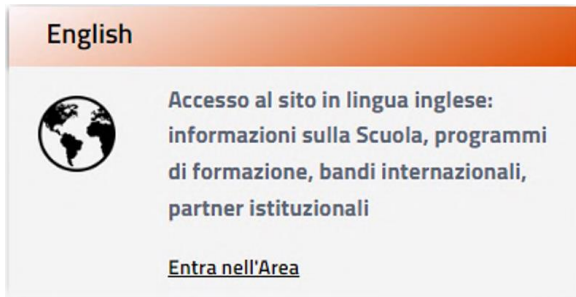 English
Accesso al sito in lingua inglese:
informazioni sulla Scuola, programmi
di formazione, bandi internazionali,
partner istituzionali
Entra nell'Area